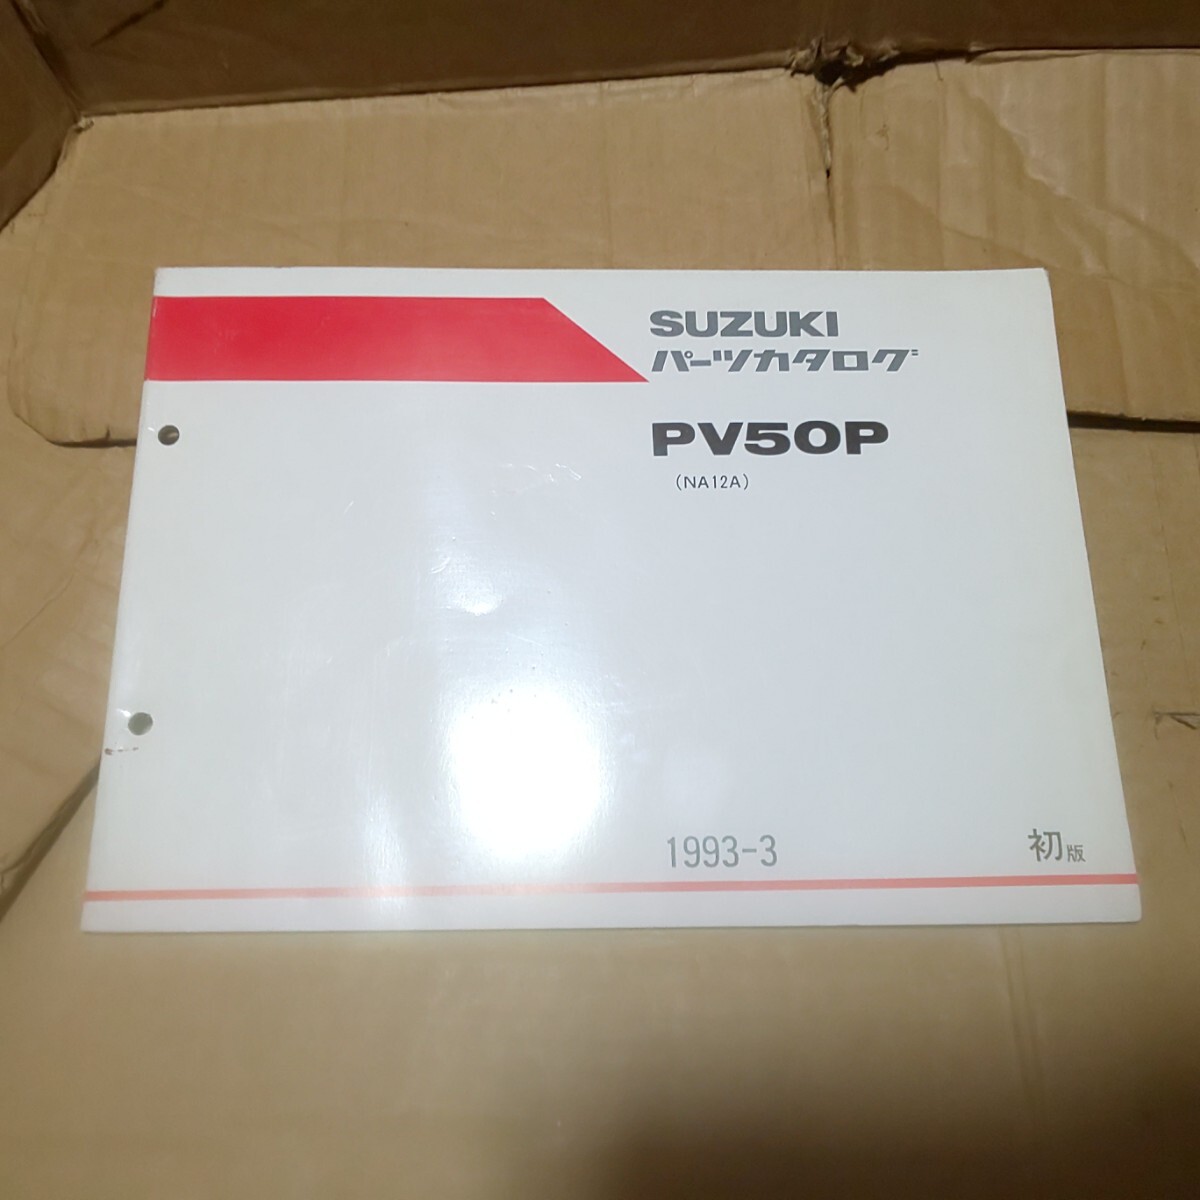 SUZUKI
パーツカタログ
PV50P
(NA12A)
1993-3
初版